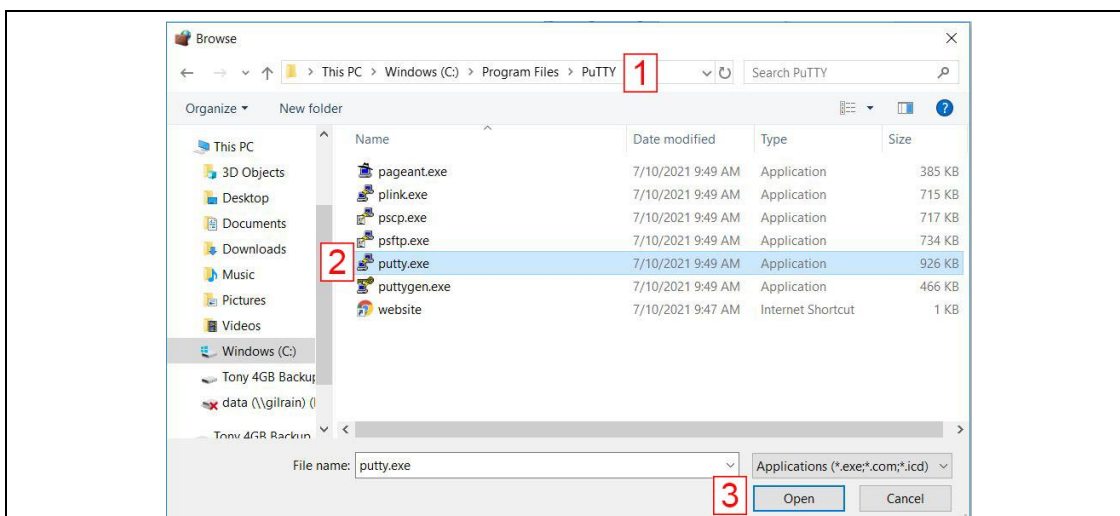 Browse
This PC > Windows (C:) > Program Files > PuTTY 1 Search PuTTY
Organize New folder
Name Date modified Type Size
This PC
3D Objects
Desktop
Documents
Downloads
Music
Pictures
Videos
Windows (C:)
Tony 4GB Backup
data (\\gilrain) (
Tony 4GB Backup
pageant.exe 7/10/2021 9:49 AM Application 385 KB
plink.exe 7/10/2021 9:49 AM Application 715 KB
pscp.exe 7/10/2021 9:49 AM Application 717 KB
psftp.exe 7/10/2021 9:49 AM Application 734 KB
2 putty.exe 7/10/2021 9:49 AM Application 926 KB
puttygen.exe 7/10/2021 9:49 AM Application 466 KB
website 7/10/2021 9:47 AM Internet Shortcut 1 KB
File name: putty.exe Applications (*.exe;*.com;*.icd)
3 Open Cancel